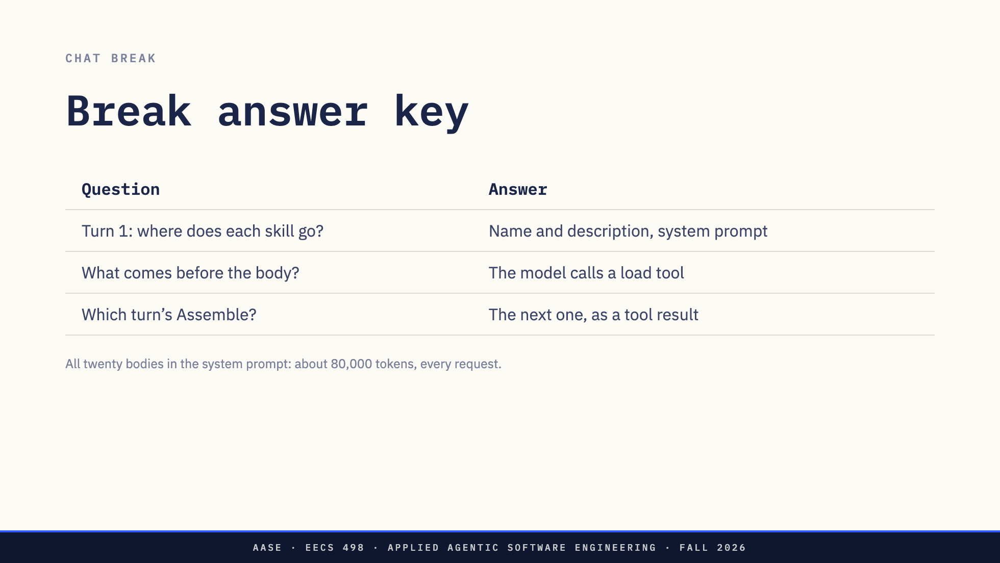 CHAT BREAK
Break answer key
Question Answer
Turn 1: where does each skill go? Name and description, system prompt
What comes before the body? The model calls a load tool
Which turn’s Assemble? The next one, as a tool result
All twenty bodies in the system prompt: about 80,000 tokens, every request.
AASE · EECS 498 · APPLIED AGENTIC SOFTWARE ENGINEERING · FALL 2026